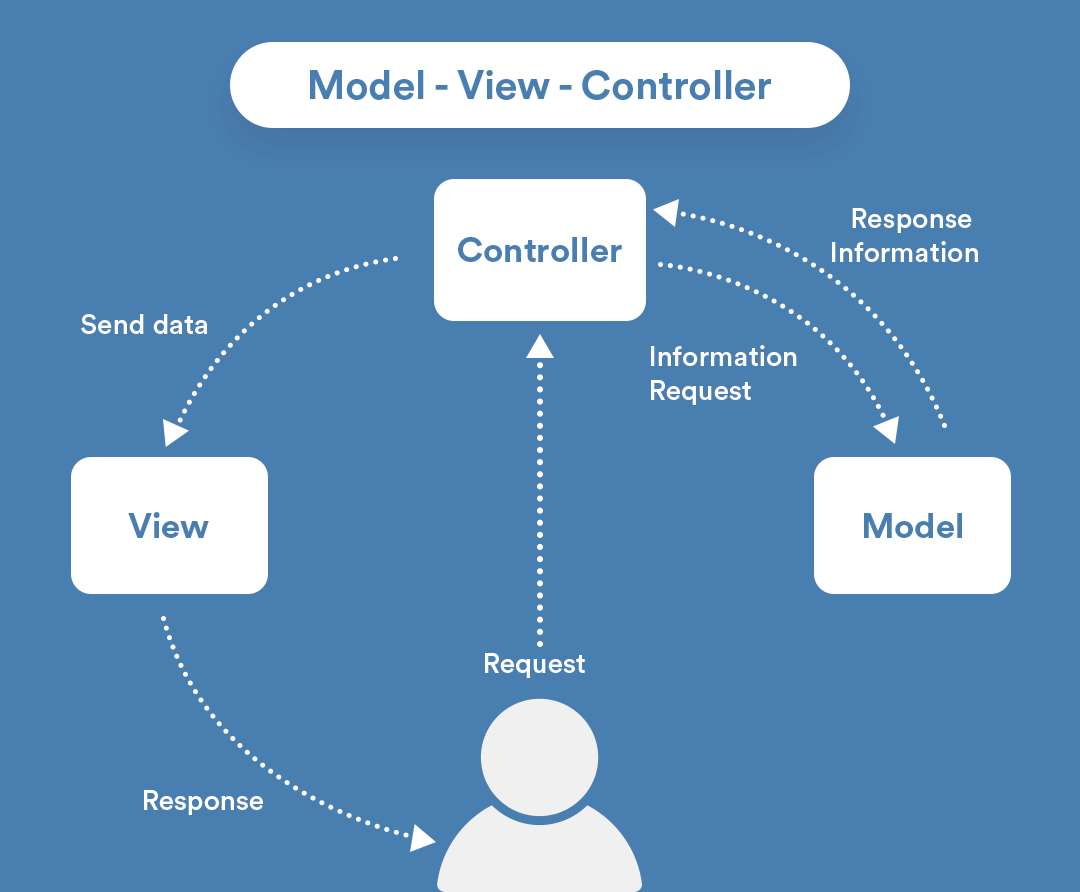 Model - View - Controller
Controller
Response
Information
Send data
Information
Request
View
Model
Request
Response